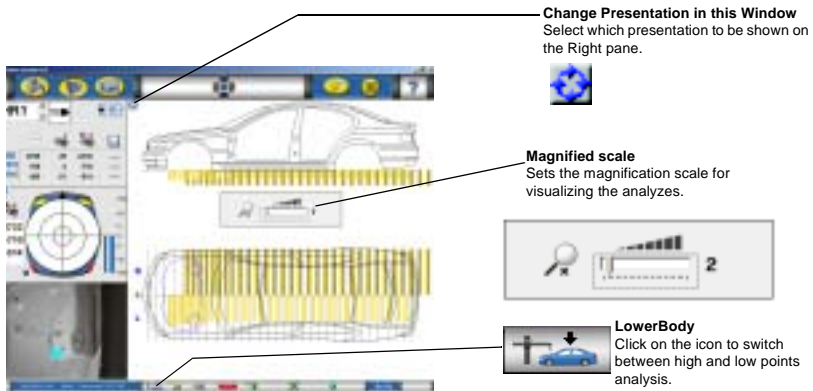 Change Presentation in this Window
Select which presentation to be shown on
the Right pane.
?
Magnified scale
Sets the magnification scale for
visualizing the analyzes.
2
LowerBody
Click on the icon to switch
between high and low points
analysis.